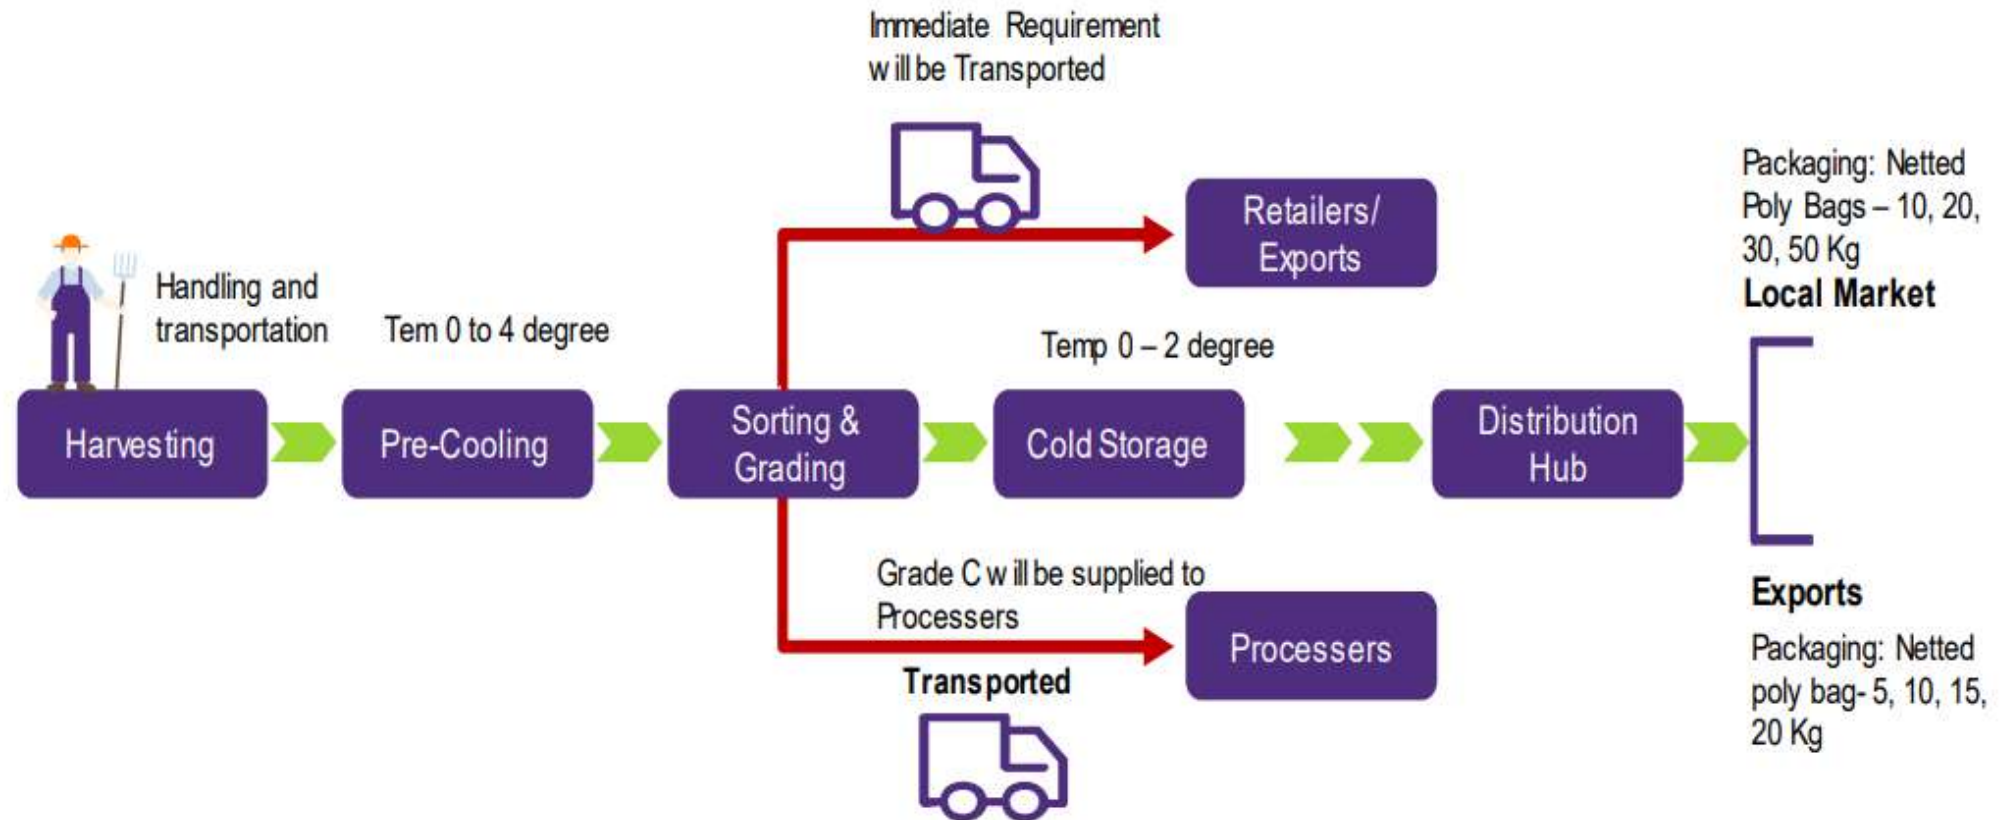 Immediate Requirement
will be Transported
Retailers/
Exports
Packaging: Netted
Poly Bags – 10, 20,
30, 50 Kg
Local Market
Handling and
transportation
Tem 0 to 4 degree
Temp 0 – 2 degree
Harvesting
Pre-Cooling
Sorting &
Grading
Cold Storage
Distribution
Hub
Grade C will be supplied to
Processers
Processers
Transported
Exports
Packaging: Netted
poly bag- 5, 10, 15,
20 Kg